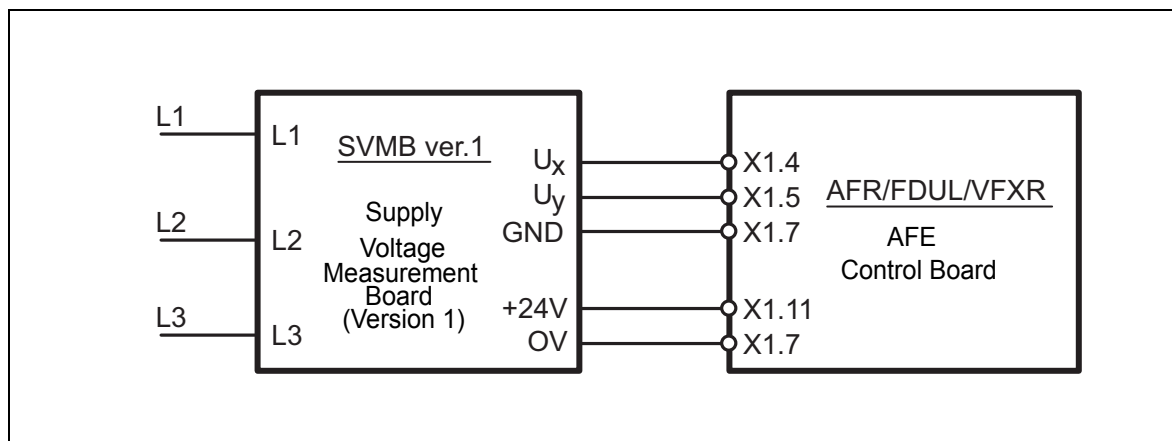 L1
L2
L3
L1
L2
L3
SVMB ver.1
Supply
Voltage
Measurement
Board
(Version 1)
Ux
Uy
GND
+24V
OV
X1.4
X1.5
X1.7
X1.11
X1.7
AFR/FDUL/VFXR
AFE
Control Board